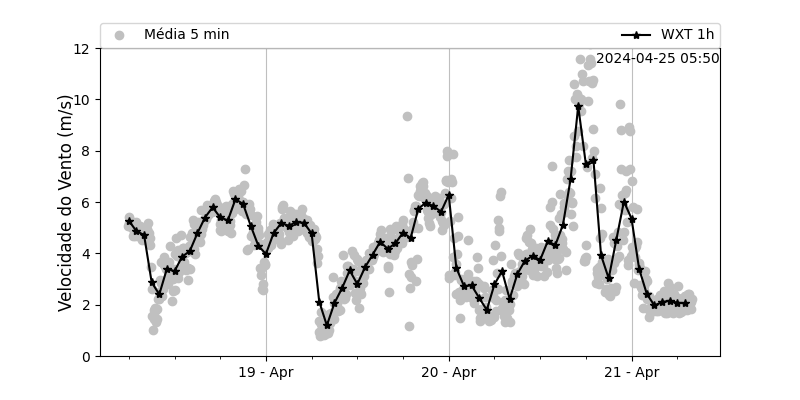 Média 5 min
WXT 1h
2024-04-25 05:50
Velocidade do Vento (m/s)
12
10
8
6
4
2
0
19 - Apr
20 - Apr
21 - Apr